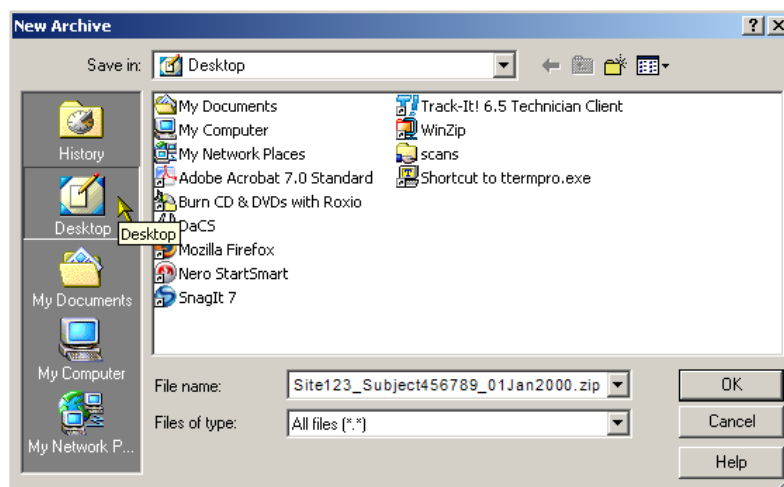 New Archive
Save in: Desktop
History
Desktop
Desktop
My Documents
My Computer
My Network P...
My Documents
My Computer
My Network Places
Adobe Acrobat 7.0 Standard
Burn CD & DVDs with Roxio
DaCS
Mozilla Firefox
Nero StartSmart
SnagIt 7
Track-It! 6.5 Technician Client
WinZip
scans
Shortcut to ttermpro.exe
File name: Site123_Subject456789_01Jan2000.zip
OK
Files of type: All files (*.*)
Cancel
Help